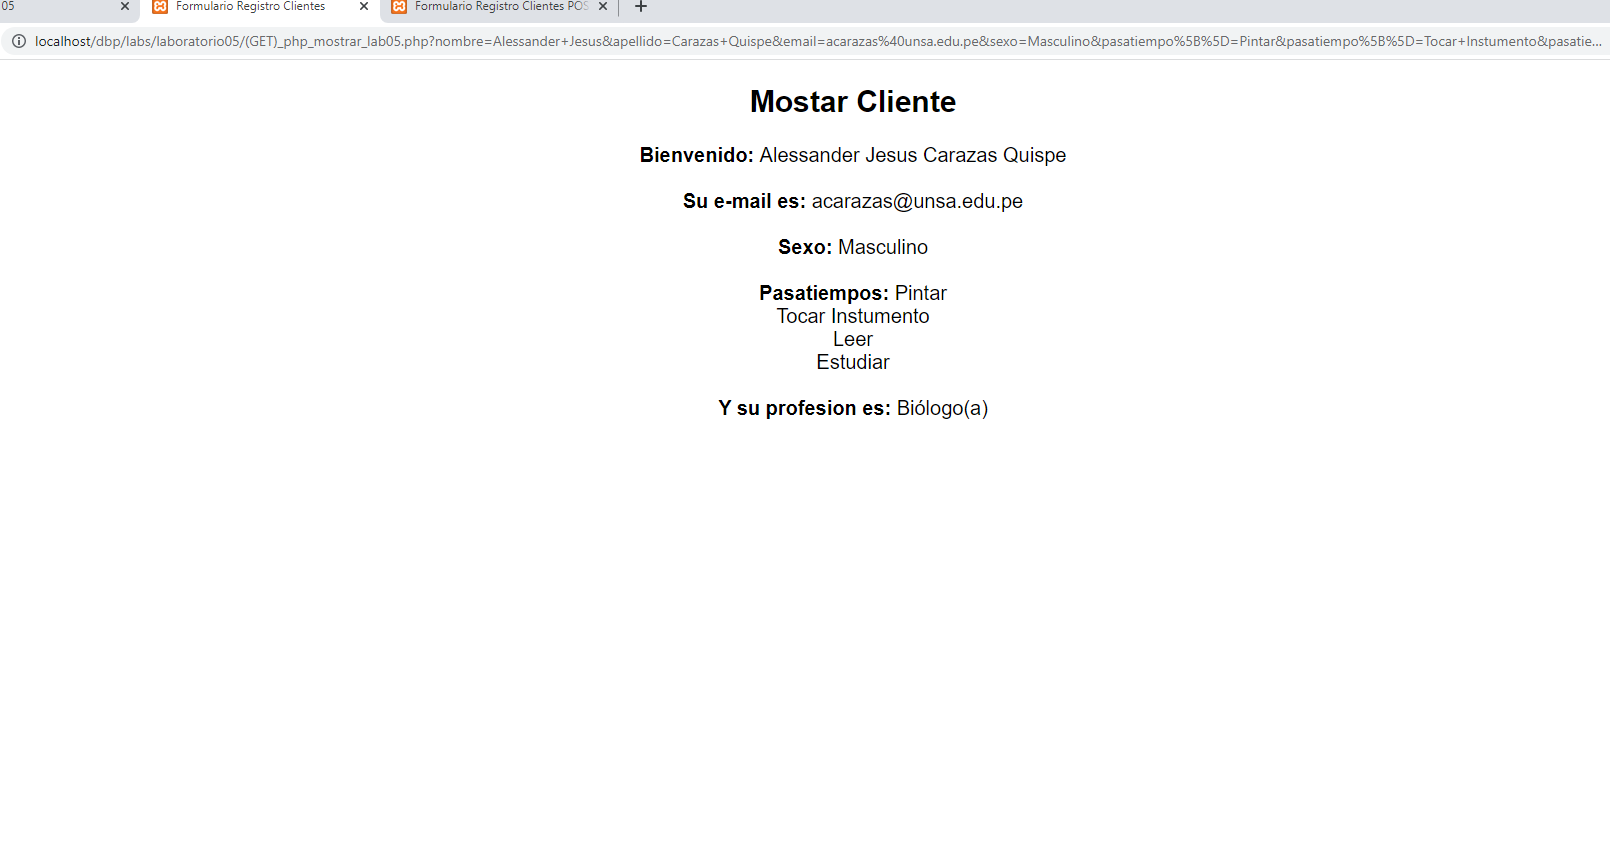 05
Formulario Registro Clientes
Formulario Registro Clientes POS
localhost/dbp/labs/laboratorio05/(GET)_php_mostrar_lab05.php?nombre=Alessander+Jesus&apellido=Carazas+Quispe&email=acarazas%40unsa.edu.pe&sexo=Masculino&pasatiempo%5B%5D=Pintar&pasatiempo%5B%5D=Tocar+Instumento&pasatie...
Mostar Cliente
Bienvenido: Alessander Jesus Carazas Quispe
Su e-mail es: acarazas@unsa.edu.pe
Sexo: Masculino
Pasatiempos: Pintar
Tocar Instumento
Leer
Estudiar
Y su profesion es: Biólogo(a)